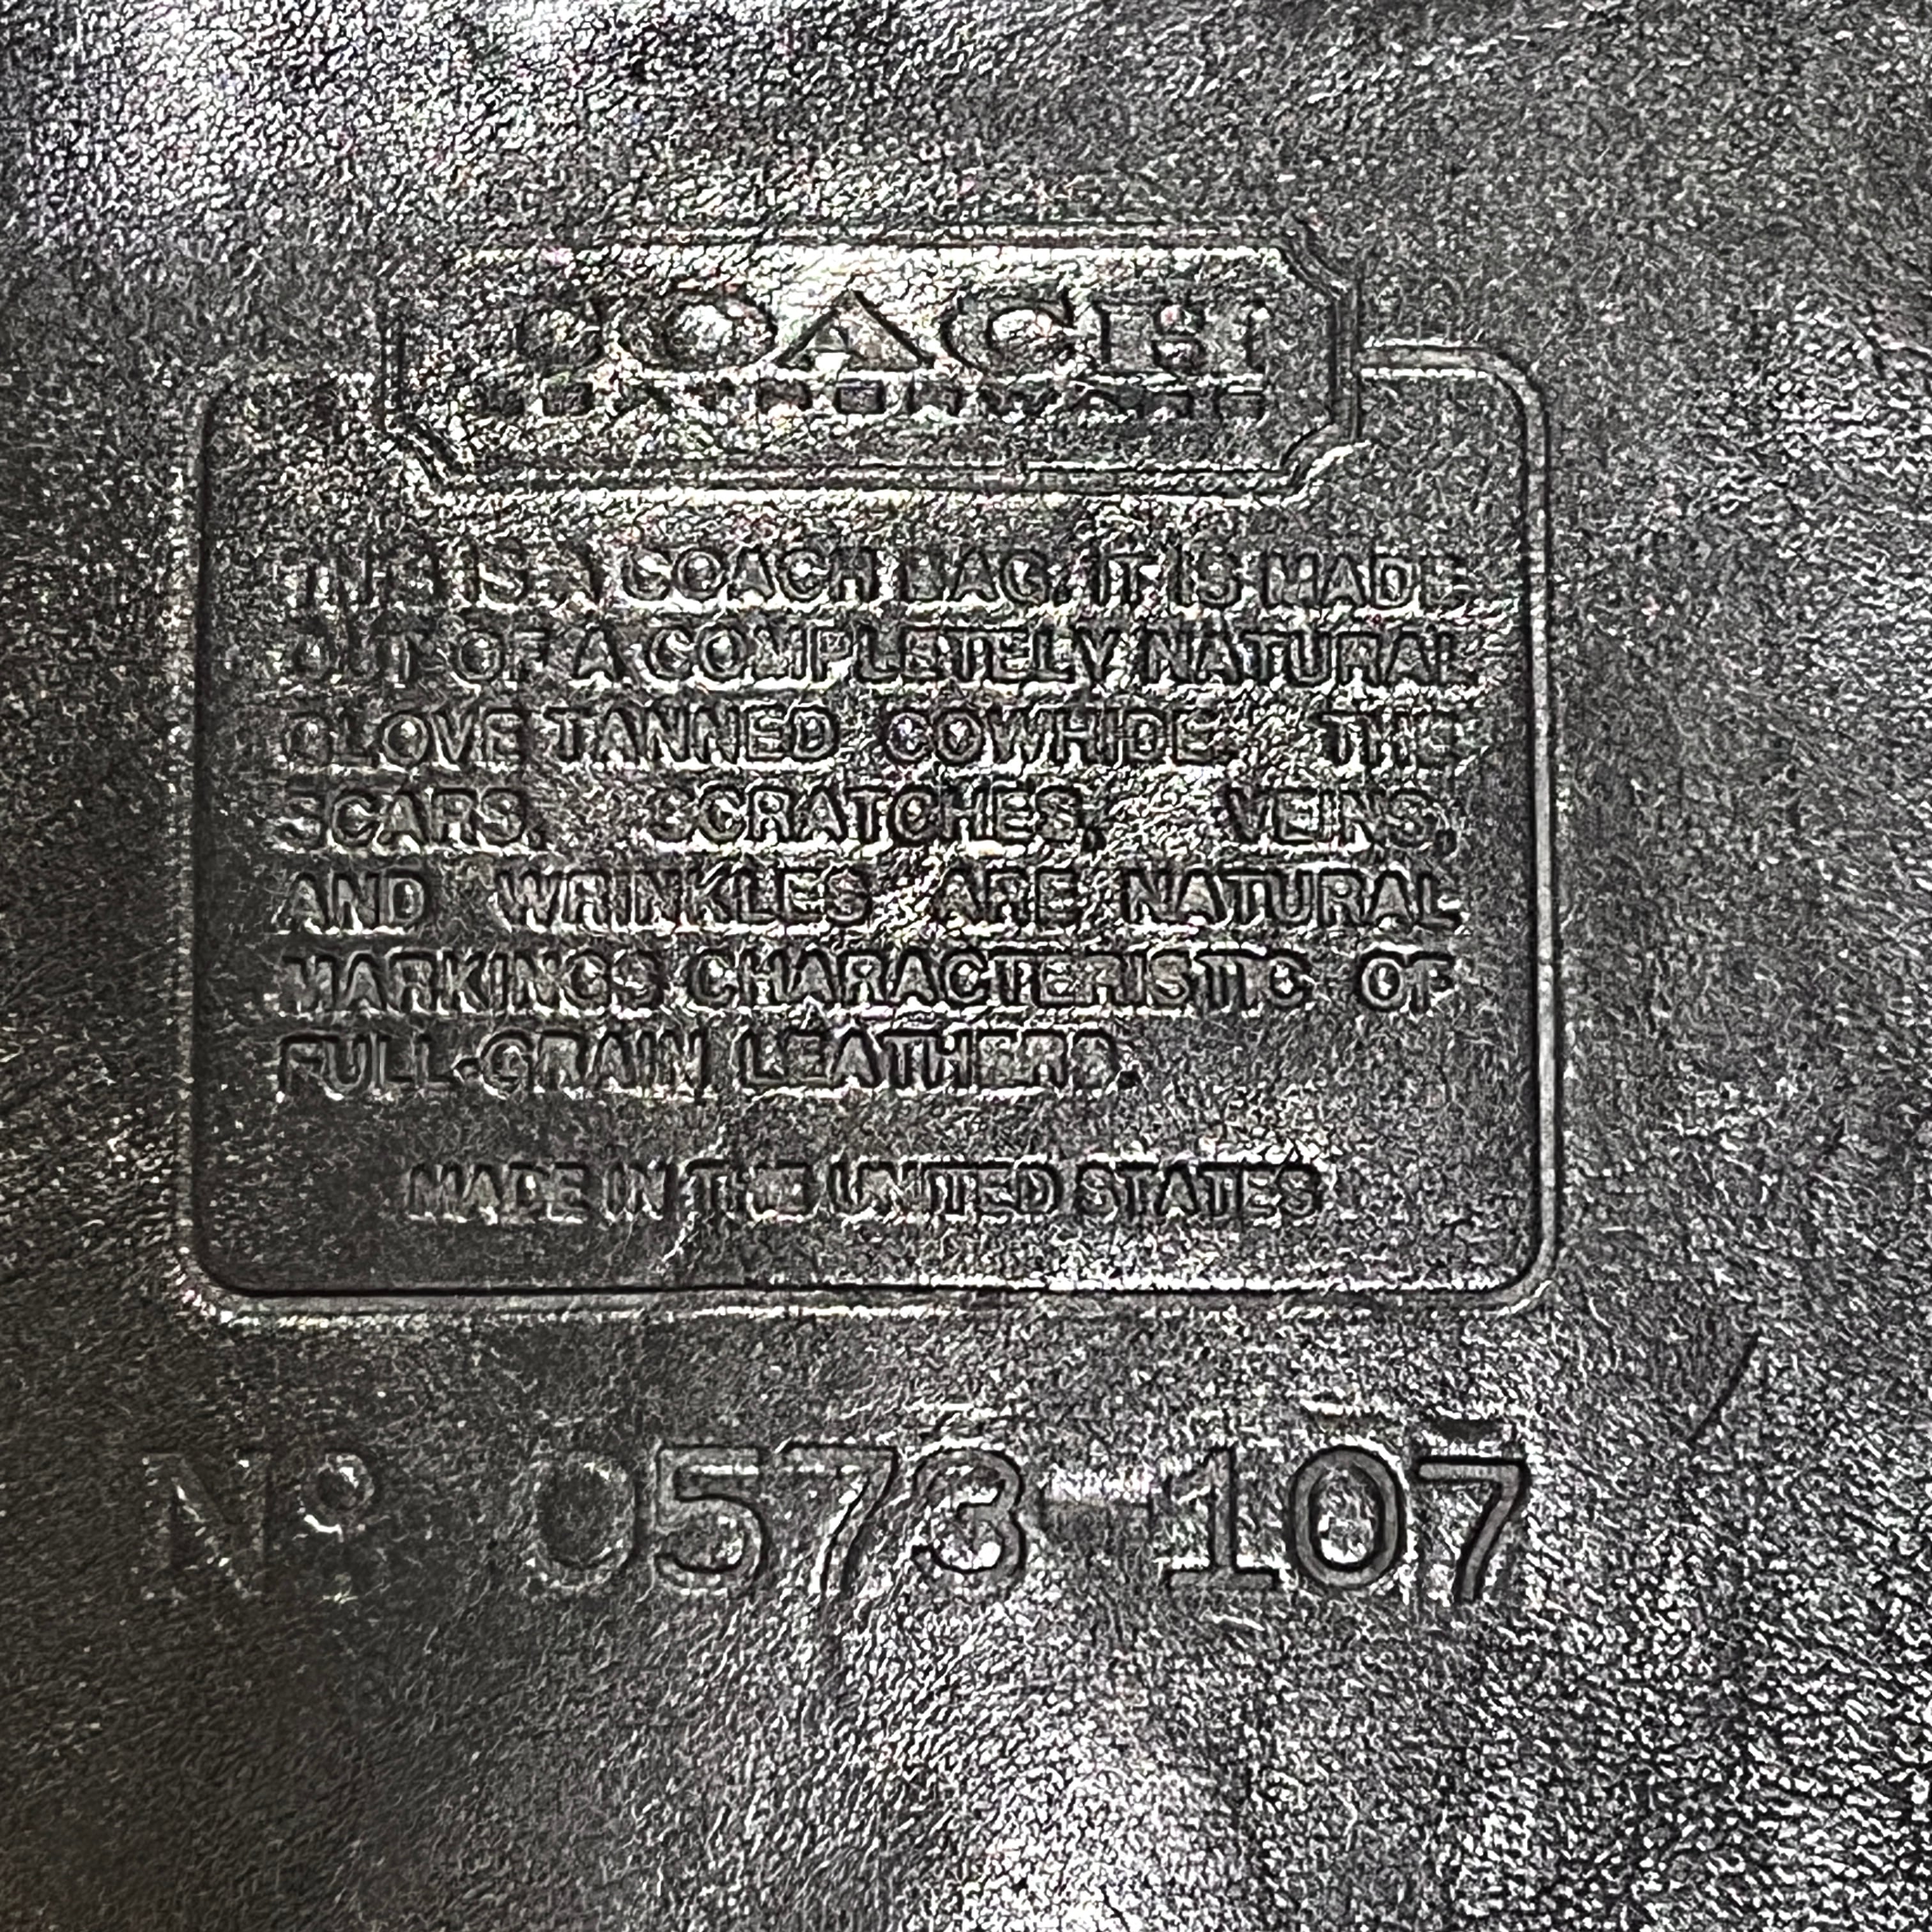 COACH
LEATHERWARE
THIS IS A COACH BAG. IT IS MADE
OUT OF A COMPLETELY NATURAL
GLOVE TANNED COWHIDE. THE
SCARS, SCRATCHES, VEINS,
AND WRINKLES ARE NATURAL
MARKINGS CHARACTERISTIC OF
FULL-GRAIN LEATHERS.
MADE IN THE UNITED STATES
Nº 0573-107